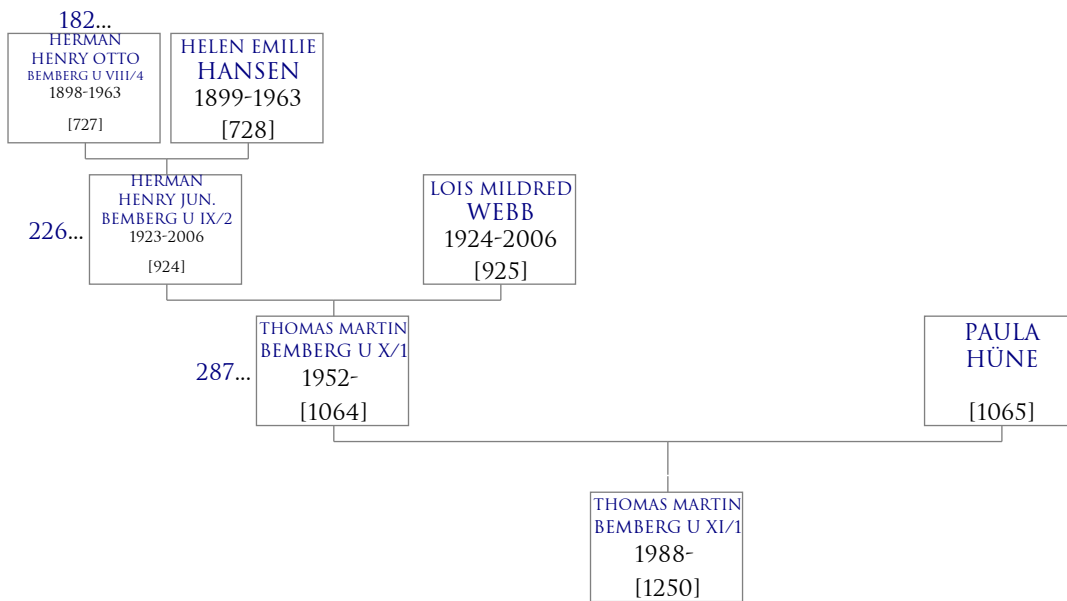 182...
HERMAN
HENRY OTTO
BEMBERG U VIII/4
1898-1963
[727]
HELEN EMILIE
HANSEN
1899-1963
[728]
226...
HERMAN
HENRY JUN.
BEMBERG U IX/2
1923-2006
[924]
LOIS MILDRED
WEBB
1924-2006
[925]
287...
THOMAS MARTIN
BEMBERG U X/1
1952-
[1064]
PAULA
HÜNE
[1065]
THOMAS MARTIN
BEMBERG U XI/1
1988-
[1250]